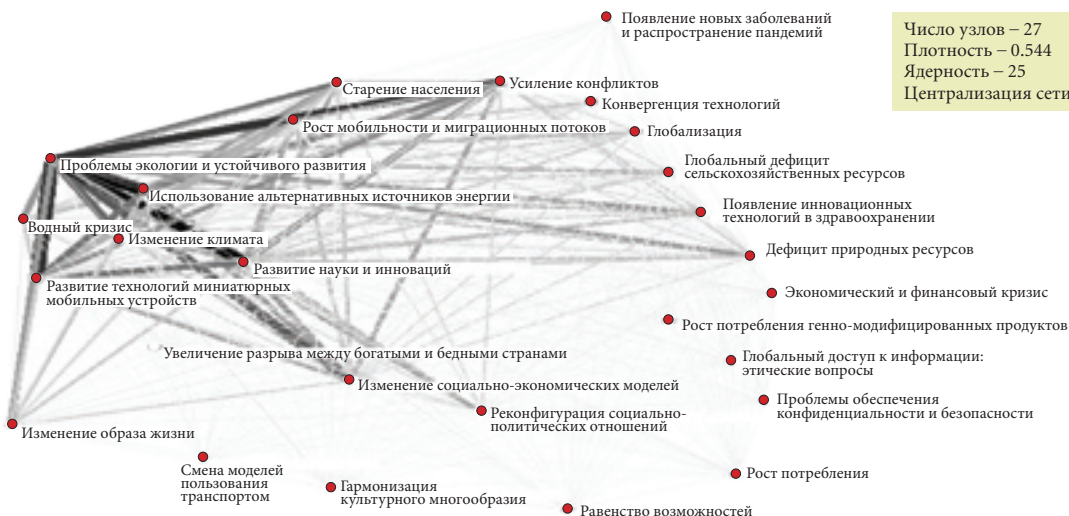 Появление новых заболеваний
и распространение пандемий
Число узлов – 27
Плотность – 0.544
Ядерность – 25
Централизация сети
Старение населения
Усиление конфликтов
Конвергенция технологий
Рост мобильности и миграционных потоков
Глобализация
Проблемы экологии и устойчивого развития
Глобальный дефицит
сельскохозяйственных ресурсов
Использование альтернативных источников энергии
Появление инновационных
технологий в здравоохранении
Водный кризис
Изменение климата
Дефицит природных ресурсов
Развитие науки и инноваций
Развитие технологий миниатюрных
мобильных устройств
Экономический и финансовый кризис
Рост потребления генно-модифицированных продуктов
Увеличение разрыва между богатыми и бедными странами
Глобальный доступ к информации:
этические вопросы
Изменение социально-экономических моделей
Проблемы обеспечения
конфиденциальности и безопасности
Реконфигурация социально-
политических отношений
Изменение образа жизни
Смена моделей
пользования
транспортом
Гармонизация
культурного многообразия
Рост потребления
Равенство возможностей